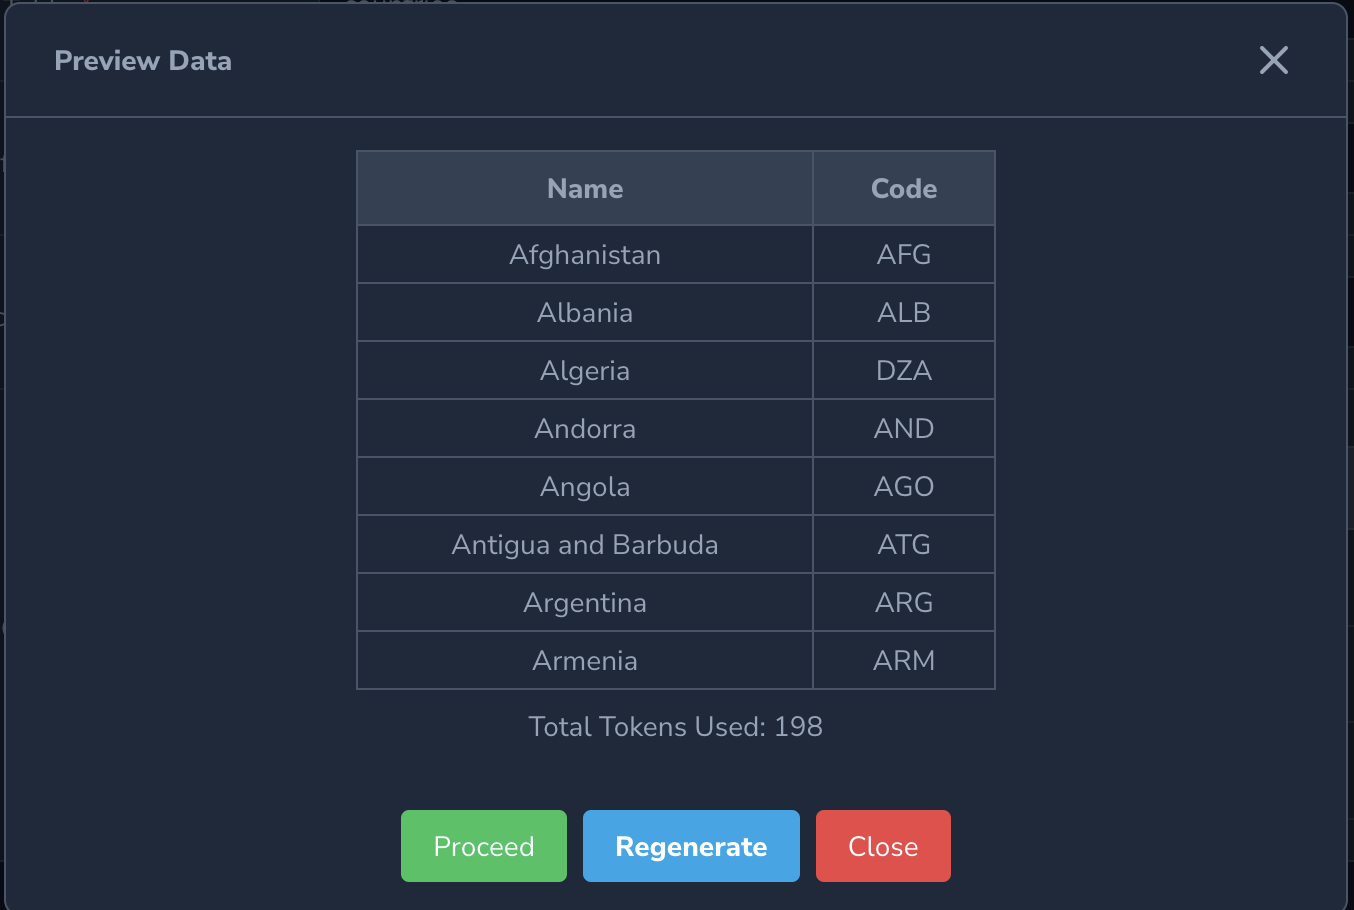 Preview Data
Name Code
Afghanistan AFG
Albania ALB
Algeria DZA
Andorra AND
Angola AGO
Antigua and Barbuda ATG
Argentina ARG
Armenia ARM
Total Tokens Used: 198
Proceed Regenerate Close